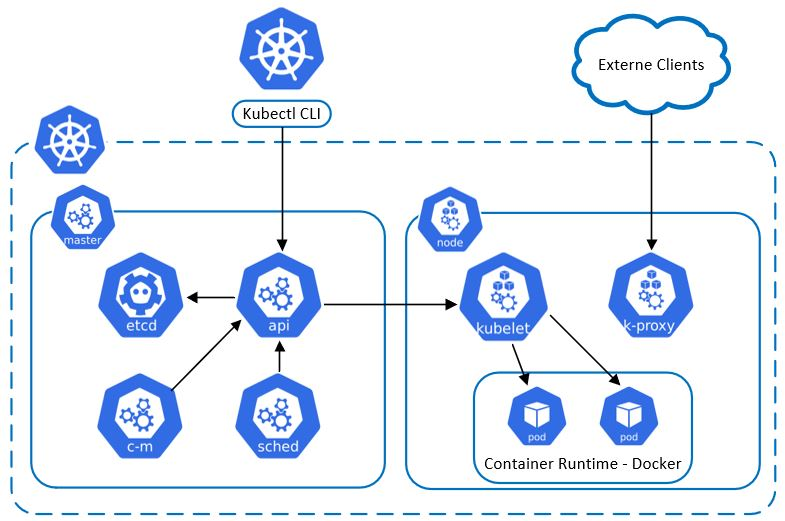 Externe Clients
Kubectl CLI
master
node
etcd
api
kubelet
k-proxy
c-m
sched
pod
pod
Container Runtime - Docker